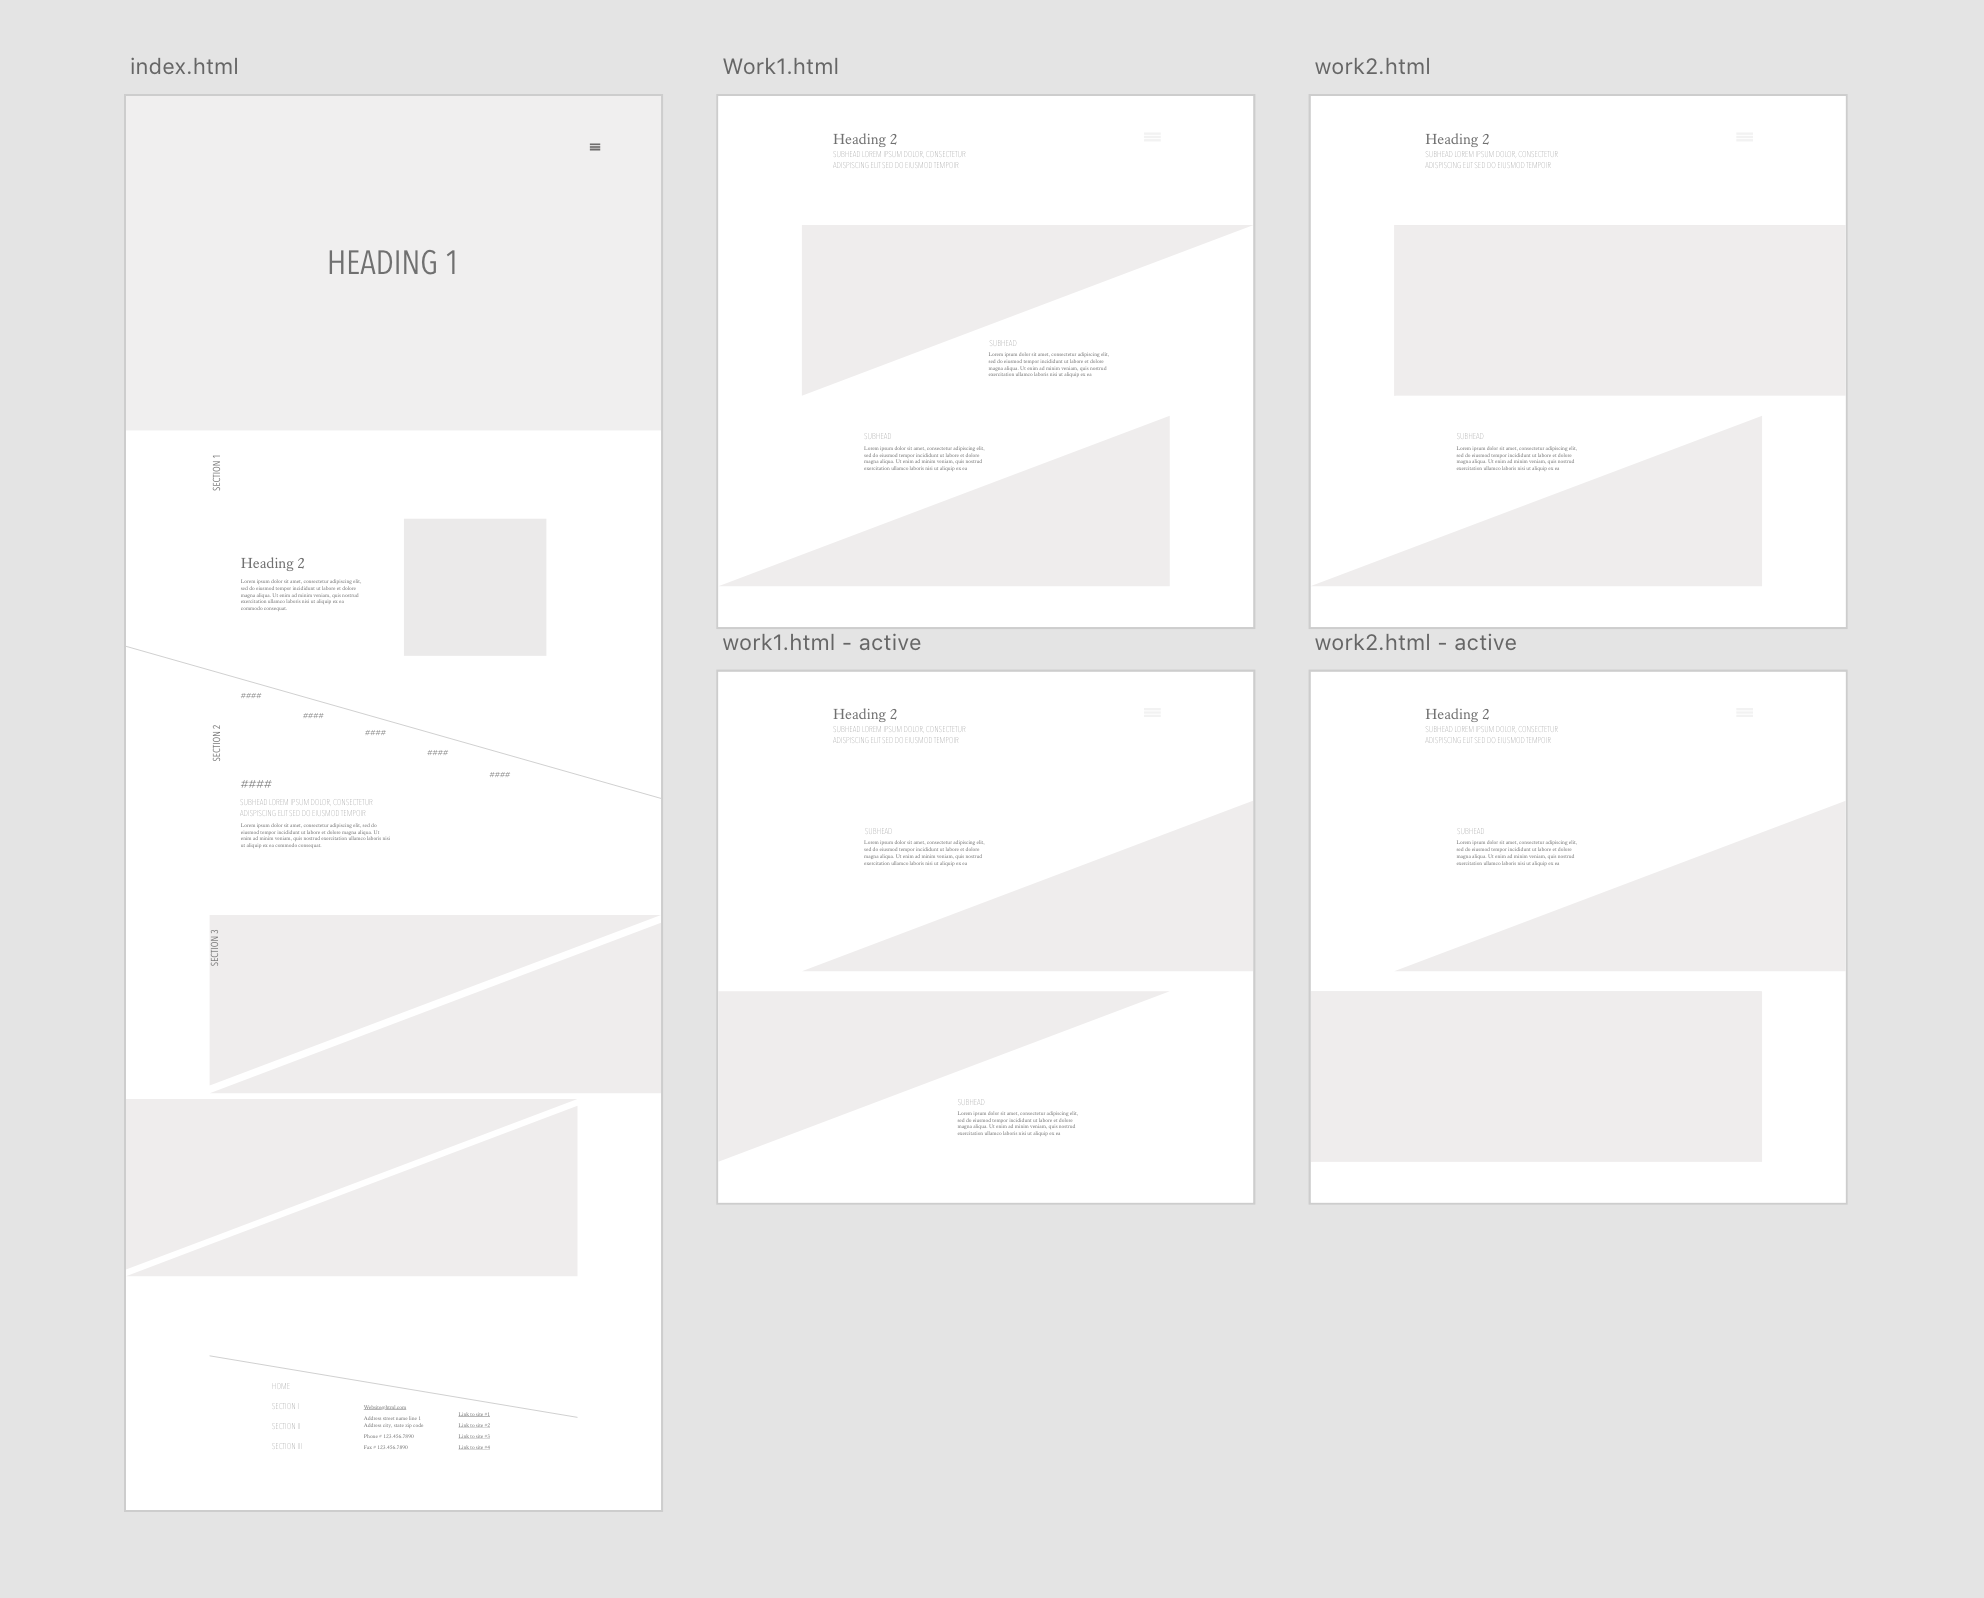 index.html
HEADING 1
SECTION 1
Heading 2
Lorem ipsum dolor sit amet, consectetur adipiscing elit,
sed do eiusmod tempor incididunt ut labore et dolore
magna aliqua. Ut enim ad minim veniam, quis nostrud
exercitation ullamco laboris nisi ut aliquip ex ea
commodo consequat.
####
####
####
####
####
SECTION 2
####
SUBHEAD LOREM IPSUM DOLOR, CONSECTETUR
ADISPISCING ELIT SED DO EIUSMOD TEMPOIR
Lorem ipsum dolor sit amet, consectetur adipiscing elit, sed do
eiusmod tempor incididunt ut labore et dolore magna aliqua. Ut
enim ad minim veniam, quis nostrud exercitation ullamco laboris nisi
ut aliquip ex ea commodo consequat.
SECTION 3
HOME
SECTION I
SECTION II
SECTION III
Website@html.com
Address street name line 1
Address city, state zip code
Phone # 123.456.7890
Fax # 123.456.7890
Link to site #1
Link to site #2
Link to site #3
Link to site #4
Work1.html
Heading 2
SUBHEAD LOREM IPSUM DOLOR, CONSECTETUR
ADISPISCING ELIT SED DO EIUSMOD TEMPOIR
SUBHEAD
Lorem ipsum dolor sit amet, consectetur adipiscing elit,
sed do eiusmod tempor incididunt ut labore et dolore
magna aliqua. Ut enim ad minim veniam, quis nostrud
exercitation ullamco laboris nisi ut aliquip ex ea
SUBHEAD
Lorem ipsum dolor sit amet, consectetur adipiscing elit,
sed do eiusmod tempor incididunt ut labore et dolore
magna aliqua. Ut enim ad minim veniam, quis nostrud
exercitation ullamco laboris nisi ut aliquip ex ea
work2.html
Heading 2
SUBHEAD LOREM IPSUM DOLOR, CONSECTETUR
ADISPISCING ELIT SED DO EIUSMOD TEMPOIR
SUBHEAD
Lorem ipsum dolor sit amet, consectetur adipiscing elit,
sed do eiusmod tempor incididunt ut labore et dolore
magna aliqua. Ut enim ad minim veniam, quis nostrud
exercitation ullamco laboris nisi ut aliquip ex ea
work1.html - active
Heading 2
SUBHEAD LOREM IPSUM DOLOR, CONSECTETUR
ADISPISCING ELIT SED DO EIUSMOD TEMPOIR
SUBHEAD
Lorem ipsum dolor sit amet, consectetur adipiscing elit,
sed do eiusmod tempor incididunt ut labore et dolore
magna aliqua. Ut enim ad minim veniam, quis nostrud
exercitation ullamco laboris nisi ut aliquip ex ea
SUBHEAD
Lorem ipsum dolor sit amet, consectetur adipiscing elit,
sed do eiusmod tempor incididunt ut labore et dolore
magna aliqua. Ut enim ad minim veniam, quis nostrud
exercitation ullamco laboris nisi ut aliquip ex ea
work2.html - active
Heading 2
SUBHEAD LOREM IPSUM DOLOR, CONSECTETUR
ADISPISCING ELIT SED DO EIUSMOD TEMPOIR
SUBHEAD
Lorem ipsum dolor sit amet, consectetur adipiscing elit,
sed do eiusmod tempor incididunt ut labore et dolore
magna aliqua. Ut enim ad minim veniam, quis nostrud
exercitation ullamco laboris nisi ut aliquip ex ea